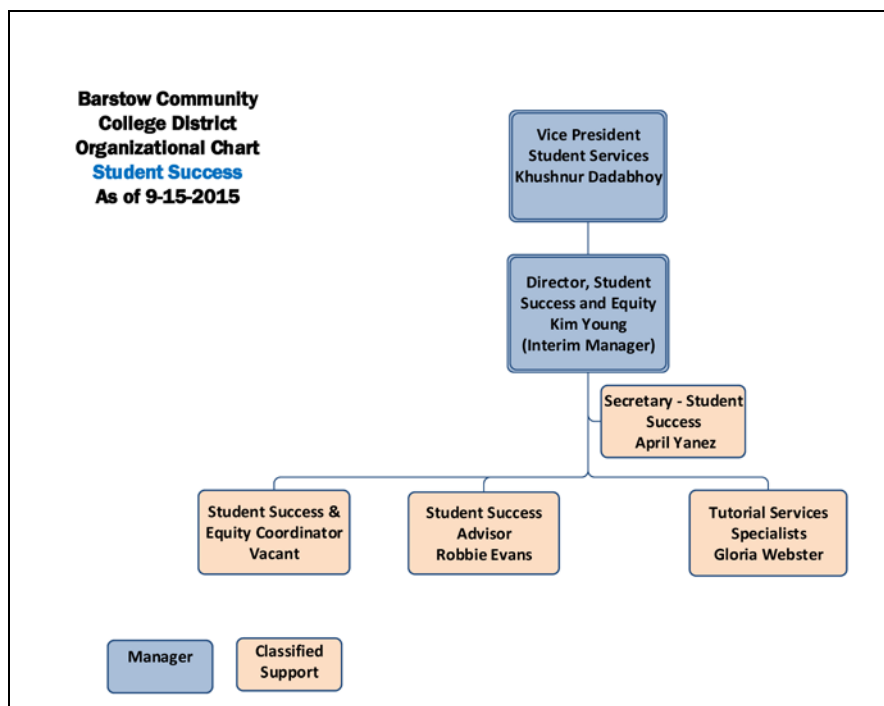 Barstow Community
College District
Organizational Chart
Student Success
As of 9-15-2015
Vice President
Student Services
Khushnur Dadabhoy
Director, Student
Success and Equity
Kim Young
(Interim Manager)
Secretary - Student
Success
April Yanez
Student Success &
Equity Coordinator
Vacant
Student Success
Advisor
Robbie Evans
Tutorial Services
Specialists
Gloria Webster
Manager
Classified
Support